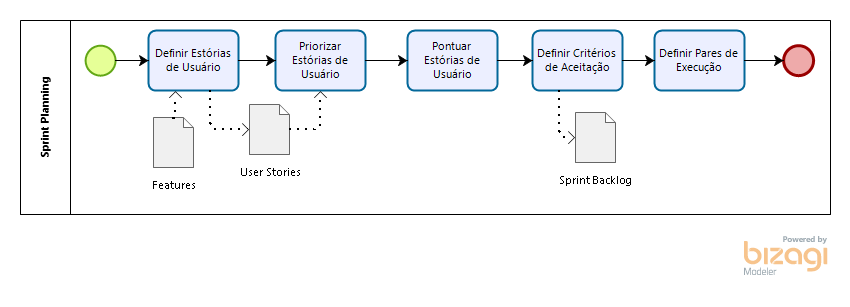 Sprint Planning
Definir Estórias
de Usuário
Priorizar
Estórias de
Usuário
Pontuar
Estórias de
Usuário
Definir Critérios
de Aceitação
Definir Pares de
Execução
Features
User Stories
Sprint Backlog
Powered by
bizagi
Modeler